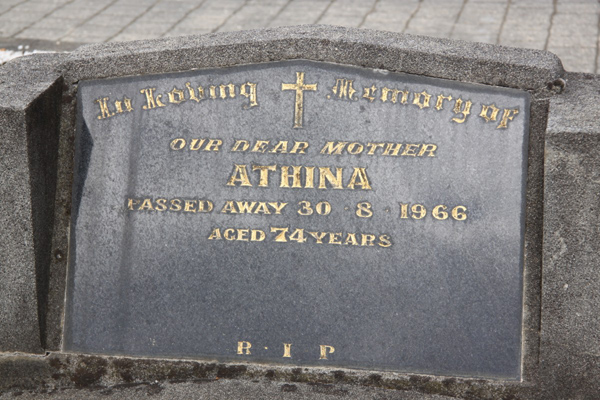 In Loving Memory of
OUR DEAR MOTHER
ATHINA
PASSED AWAY 30 · 8 · 1966
AGED 74 YEARS
R · I P